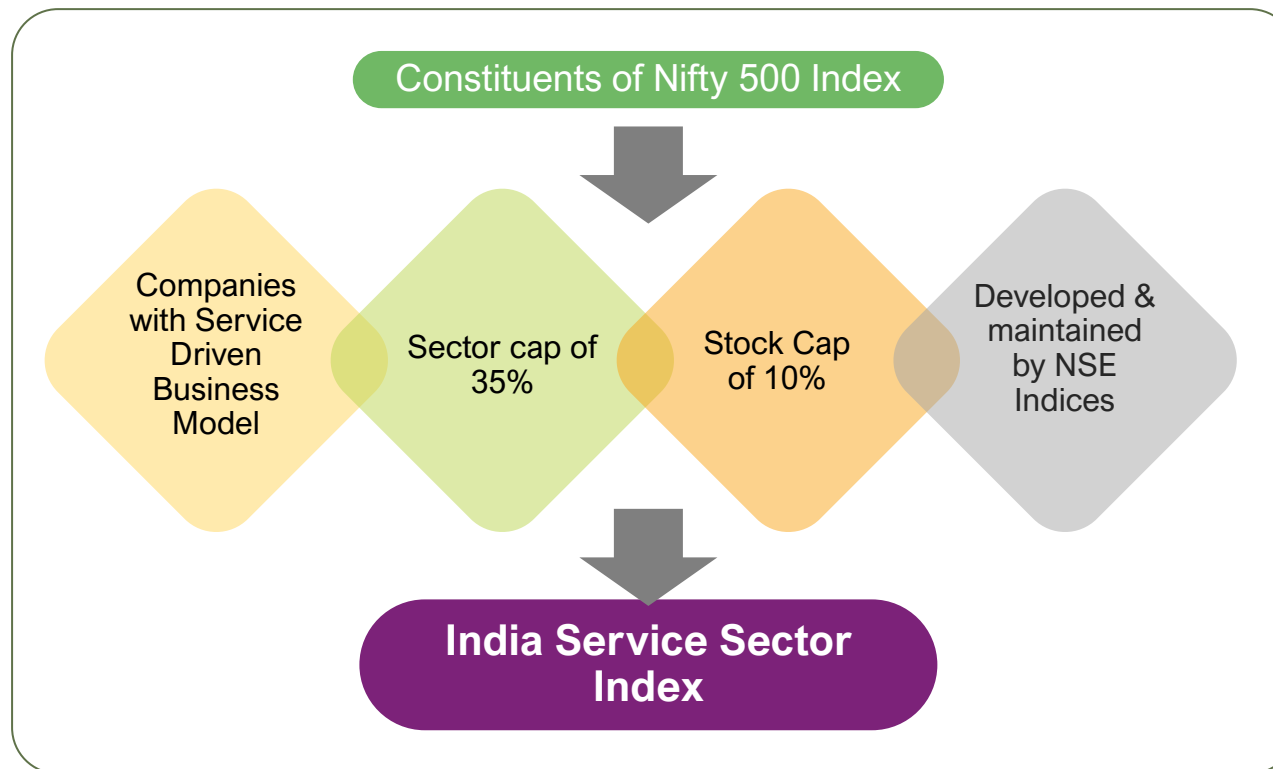 Constituents of Nifty 500 Index
Companies
with Service
Driven
Business
Model
Sector cap of
35%
Stock Cap
of 10%
Developed &
maintained
by NSE
Indices
India Service Sector
Index